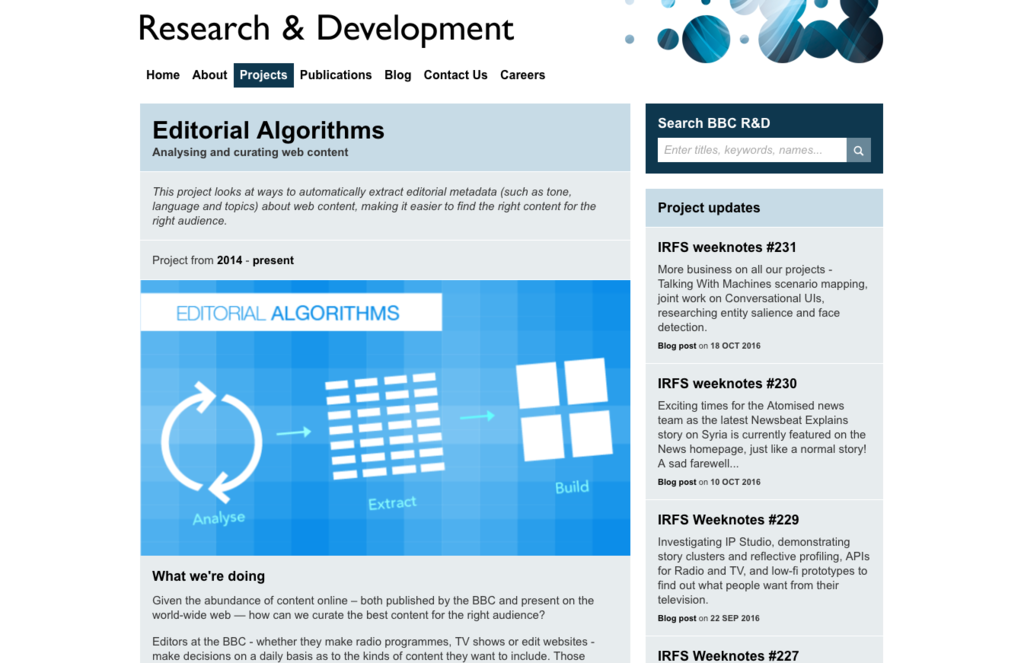 Research & Development
Home About Projects Publications Blog Contact Us Careers
Editorial Algorithms
Analysing and curating web content
This project looks at ways to automatically extract editorial metadata (such as tone,
language and topics) about web content, making it easier to find the right content for the
right audience.
Project from 2014 - present
EDITORIAL ALGORITHMS
Analyse
Extract
Build
What we're doing
Given the abundance of content online – both published by the BBC and present on the
world-wide web — how can we curate the best content for the right audience?
Editors at the BBC - whether they make radio programmes, TV shows or edit websites -
make decisions on a daily basis as to the kinds of content they want to include. Those
Search BBC R&D
Enter titles, keywords, names...
Project updates
IRFS weeknotes #231
More business on all our projects -
Talking With Machines scenario mapping,
joint work on Conversational UIs,
researching entity salience and face
detection.
Blog post on 18 OCT 2016
IRFS weeknotes #230
Exciting times for the Atomised news
team as the latest Newsbeat Explains
story on Syria is currently featured on the
News homepage, just like a normal story!
A sad farewell...
Blog post on 10 OCT 2016
IRFS Weeknotes #229
Investigating IP Studio, demonstrating
story clusters and reflective profiling, APIs
for Radio and TV, and low-fi prototypes to
find out what people want from their
television.
Blog post on 22 SEP 2016
IRFS Weeknotes #227